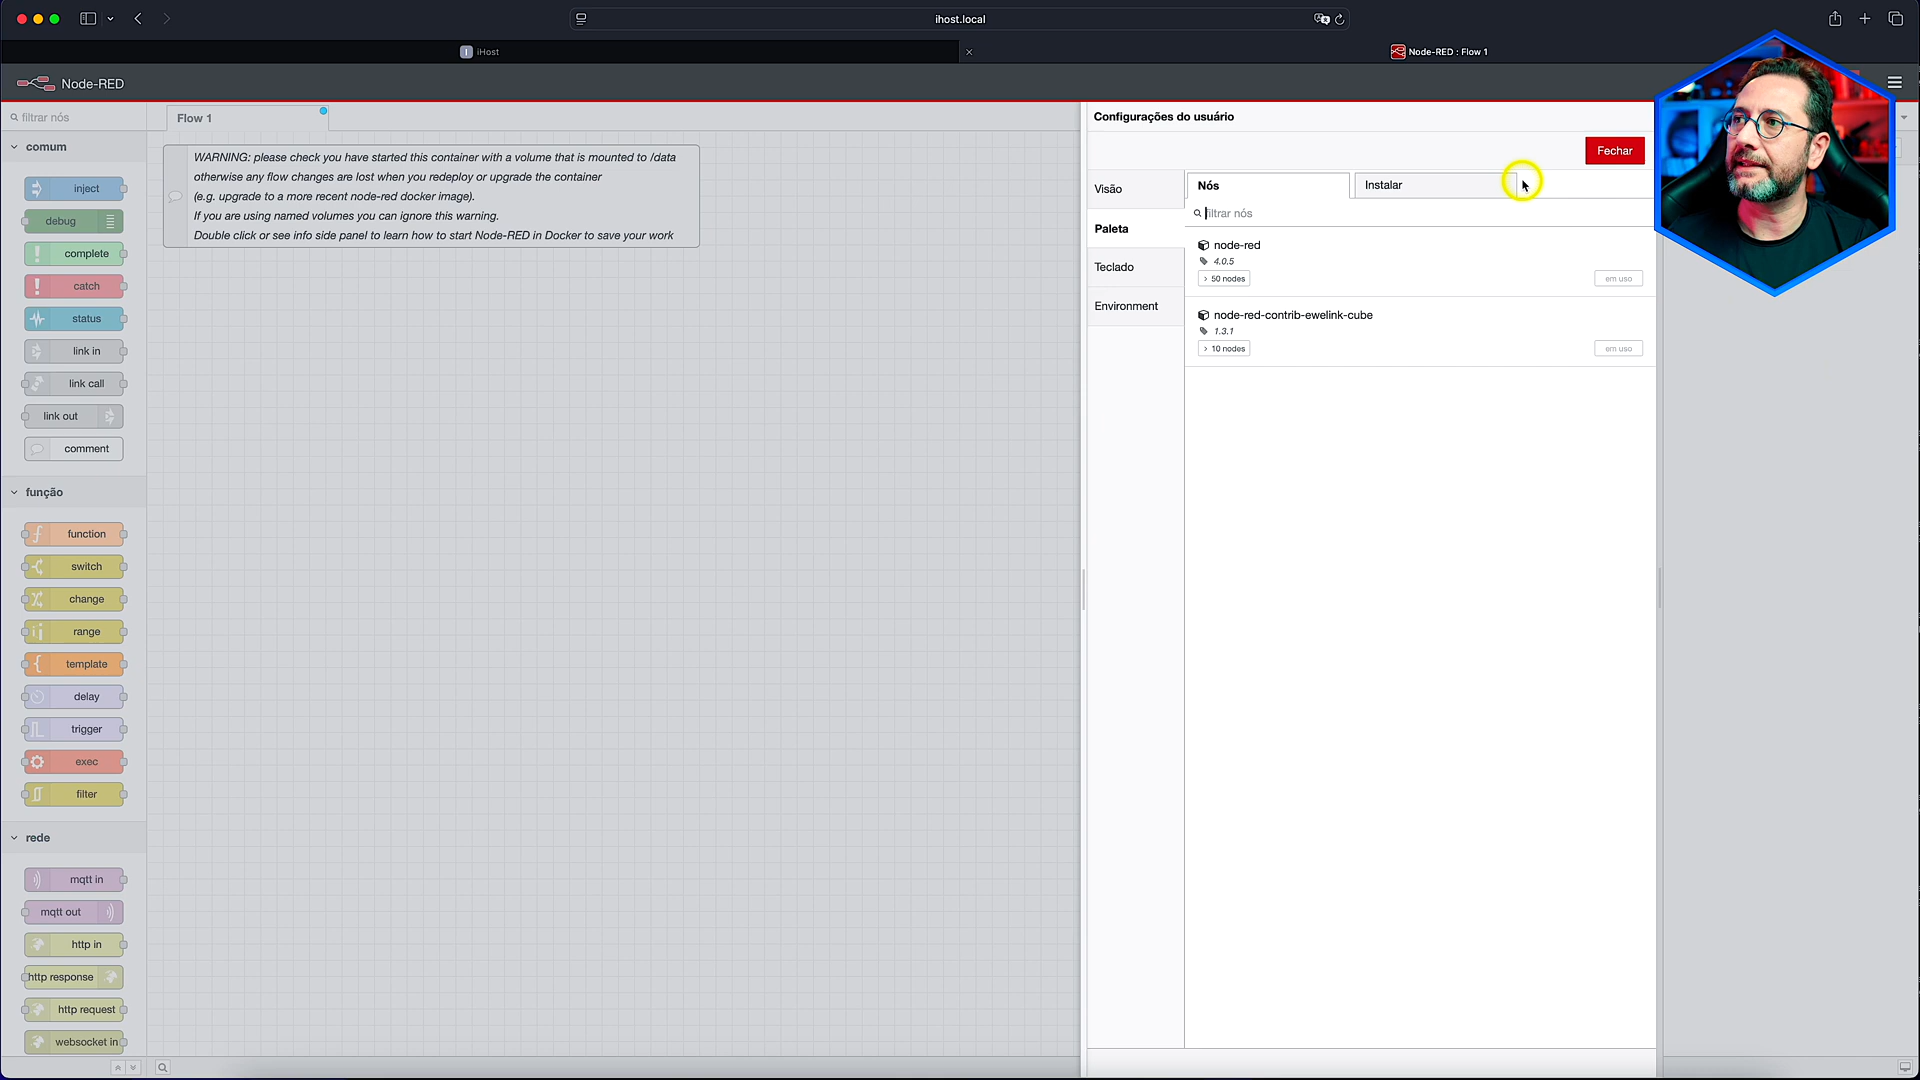 ihost.local
iHost
Node-RED : Flow 1
Node-RED
filtrar nós
Flow 1
comum
inject
debug
complete
catch
status
link in
link call
link out
comment
função
function
switch
change
range
template
delay
trigger
exec
filter
rede
mqtt in
mqtt out
http in
http response
http request
websocket in
WARNING: please check you have started this container with a volume that is mounted to /data
otherwise any flow changes are lost when you redeploy or upgrade the container
(e.g. upgrade to a more recent node-red docker image).
If you are using named volumes you can ignore this warning.
Double click or see info side panel to learn how to start Node-RED in Docker to save your work
Configurações do usuário
Fechar
Visão
Paleta
Teclado
Environment
Nós
Instalar
filtrar nós
node-red
4.0.5
50 nodes
em uso
node-red-contrib-ewelink-cube
1.3.1
10 nodes
em uso